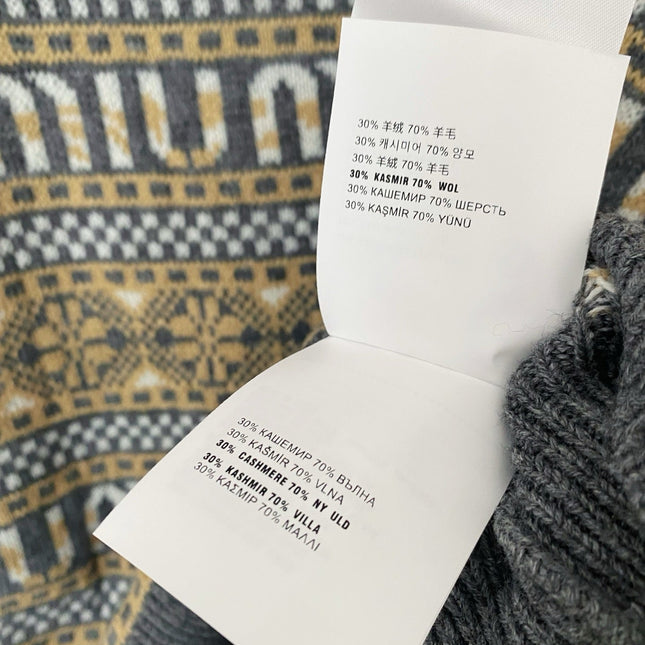 30% 羊绒 70% 羊毛
30% 캐시미어 70% 양모
30% 羊絨 70% 羊毛
30% KASMIR 70% WOL
30% КАШЕМИР 70% ШЕРСТЬ
30% KAŞMİR 70% YÜNÜ
30% КАШЕМИР 70% ВЪЛНА
30% KAŠMÍR 70% VLNA
30% CASHMERE 70% NY ULD
30% KASHMIR 70% VILLA
30% ΚΑΣΜΙΡ 70% ΜΑΛΛΙ